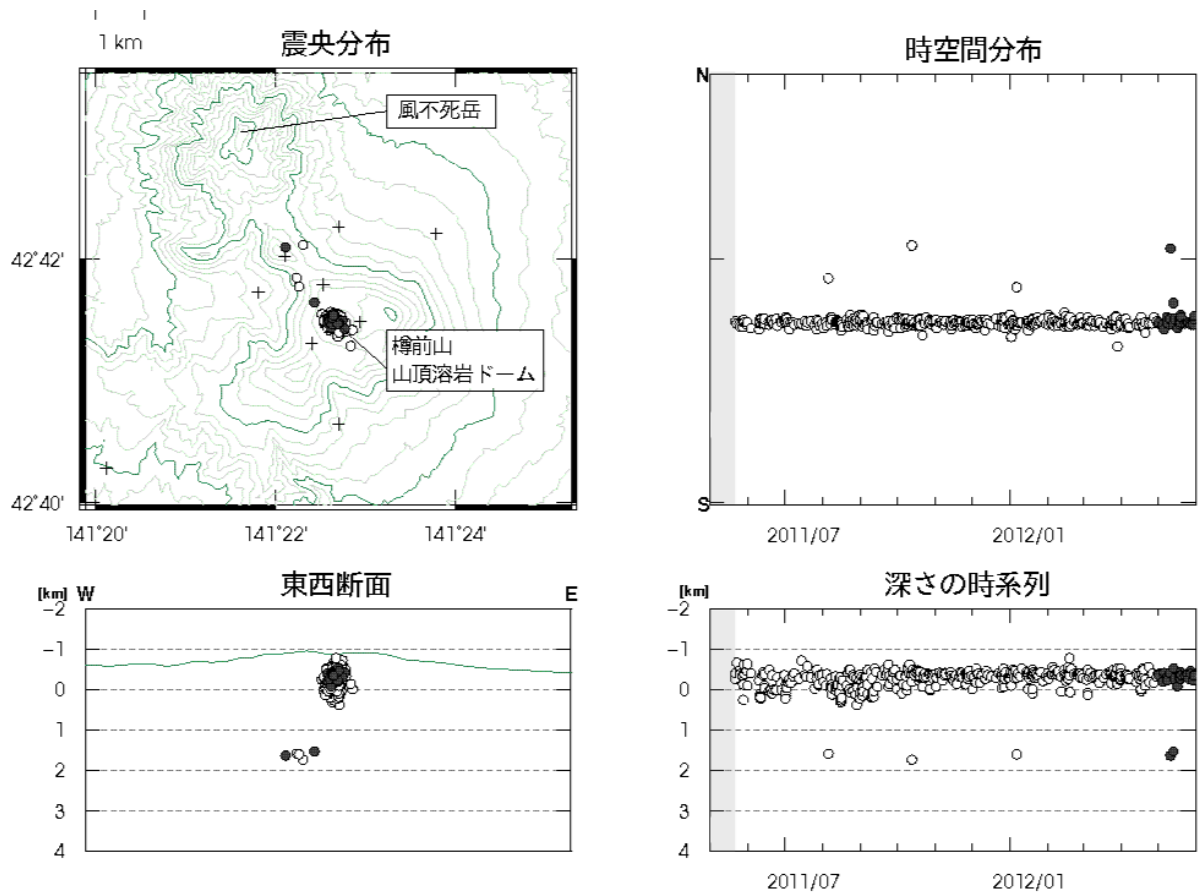 1 km
震央分布
風不死岳
樽前山
山頂溶岩ドーム
42°42'
42°40'
141°20'
141°22'
141°24'
時空間分布
N
S
2011/07
2012/01
東西断面
[km]
W
E
-2
-1
0
1
2
3
4
深さの時系列
[km]
-2
-1
0
1
2
3
4
2011/07
2012/01